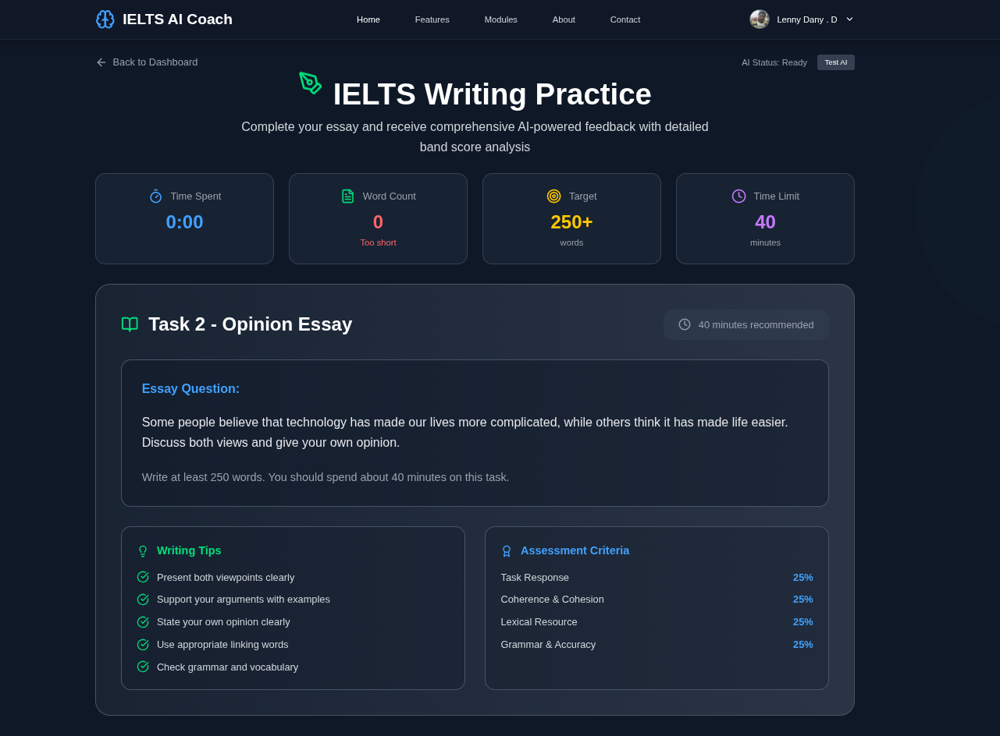 IELTS AI Coach
Home
Features
Modules
About
Contact
Lenny Dany . D
Back to Dashboard
AI Status: Ready
Test AI
IELTS Writing Practice
Complete your essay and receive comprehensive AI-powered feedback with detailed
band score analysis
Time Spent
0:00
Word Count
0
Too short
Target
250+
words
Time Limit
40
minutes
Task 2 - Opinion Essay
40 minutes recommended
Essay Question:
Some people believe that technology has made our lives more complicated, while others think it has made life easier.
Discuss both views and give your own opinion.
Write at least 250 words. You should spend about 40 minutes on this task.
Writing Tips
Present both viewpoints clearly
Support your arguments with examples
State your own opinion clearly
Use appropriate linking words
Check grammar and vocabulary
Assessment Criteria
Task Response 25%
Coherence & Cohesion 25%
Lexical Resource 25%
Grammar & Accuracy 25%